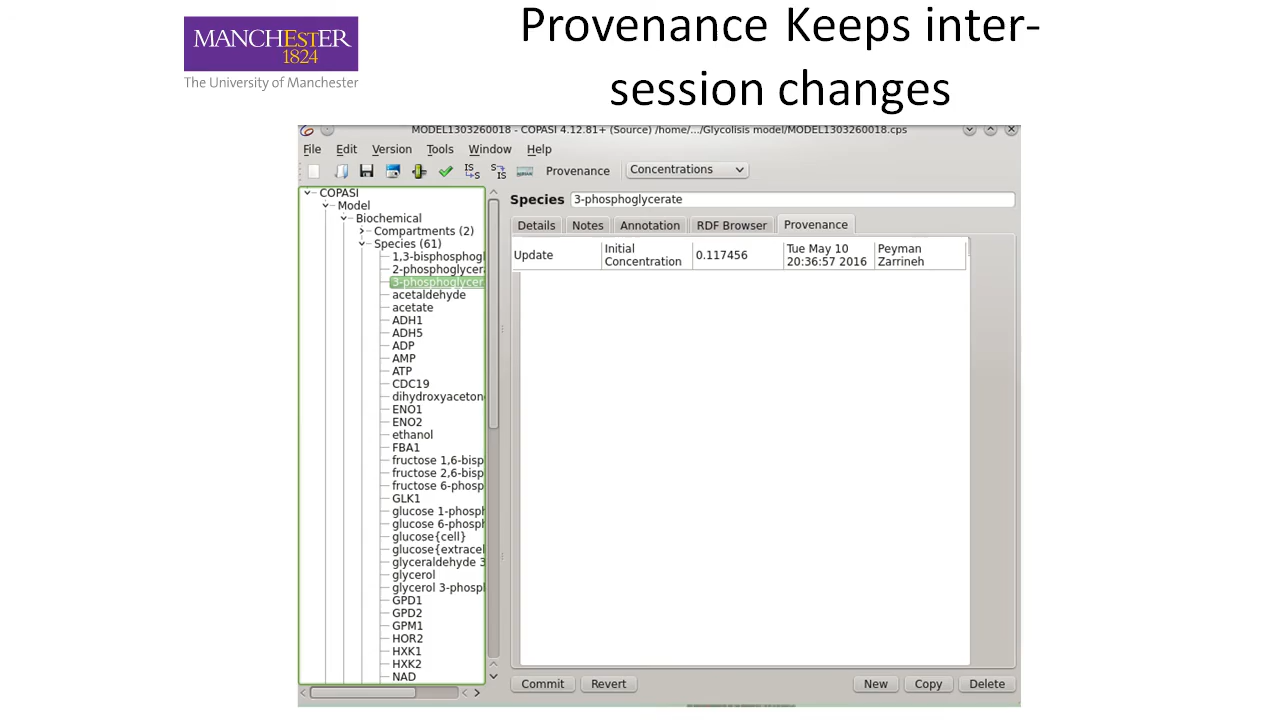 MANCHESTER
1824
The University of Manchester
Provenance Keeps inter-
session changes
MODEL1303260018 - COPASI 4.12.81+ (Source) /home/.../Glycolisis model/MODEL1303260018.cps
File Edit Version Tools Window Help
Provenance Concentrations
COPASI
Model
Biochemical
Compartments (2)
Species (61)
1,3-bisphosphogl
2-phosphoglycera
3-phosphoglycer
acetaldehyde
acetate
ADH1
ADH5
ADP
AMP
ATP
CDC19
dihydroxyaceton
ENO1
ENO2
ethanol
FBA1
fructose 1,6-bisp
fructose 2,6-bisp
fructose 6-phosp
GLK1
glucose 1-phosph
glucose 6-phosph
glucose{cell}
glucose{extracel
glyceraldehyde 3
glycerol
glycerol 3-phospl
GPD1
GPD2
GPM1
HOR2
HXK1
HXK2
NAD
Species 3-phosphoglycerate
Details Notes Annotation RDF Browser Provenance
Update Initial Concentration 0.117456 Tue May 10 20:36:57 2016 Peyman Zarrineh
Commit Revert New Copy Delete